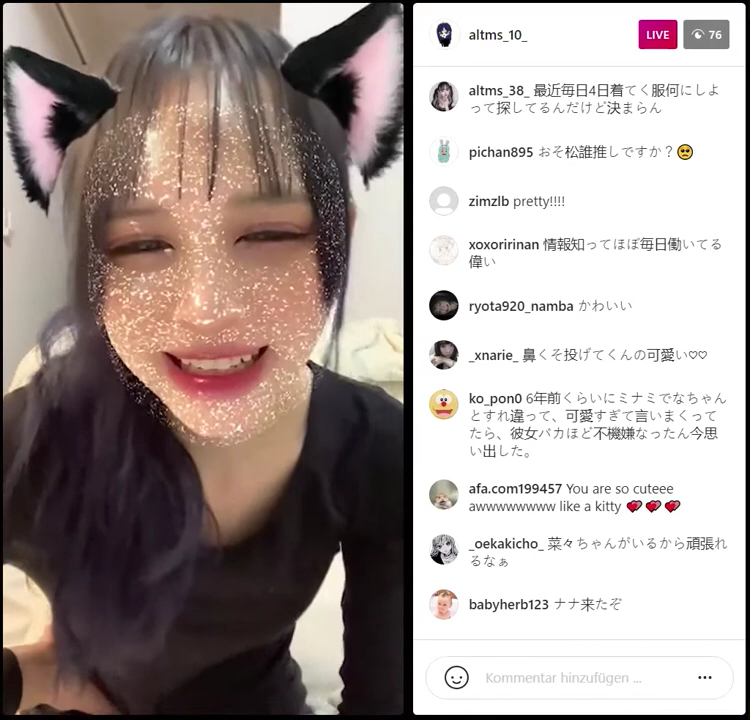 altms_10_
LIVE
76
altms_38_ 最近毎日4日着てく服何にしよ
って探してるんだけど決まらん
pichan895 おそ松誰推しですか？🥺
zimzlb pretty!!!!
xoxoririnan 情報知ってほぼ毎日働いてる
偉い
ryota920_namba かわいい
_xnarie_ 鼻くそ投げてくんの可愛い♡♡
ko_pon0 6年前くらいにミナミでなちゃん
とすれ違って、可愛すぎて言いまくって
たら、彼女バカほど不機嫌なったん今思
い出した。
afa.com199457 You are so cuteee
awwwwwwww like a kitty 💕💕💕
_oekakicho_ 菜々ちゃんがいるから頑張れ
るなぁ
babyherb123 ナナ来たぞ
Kommentar hinzufügen ...